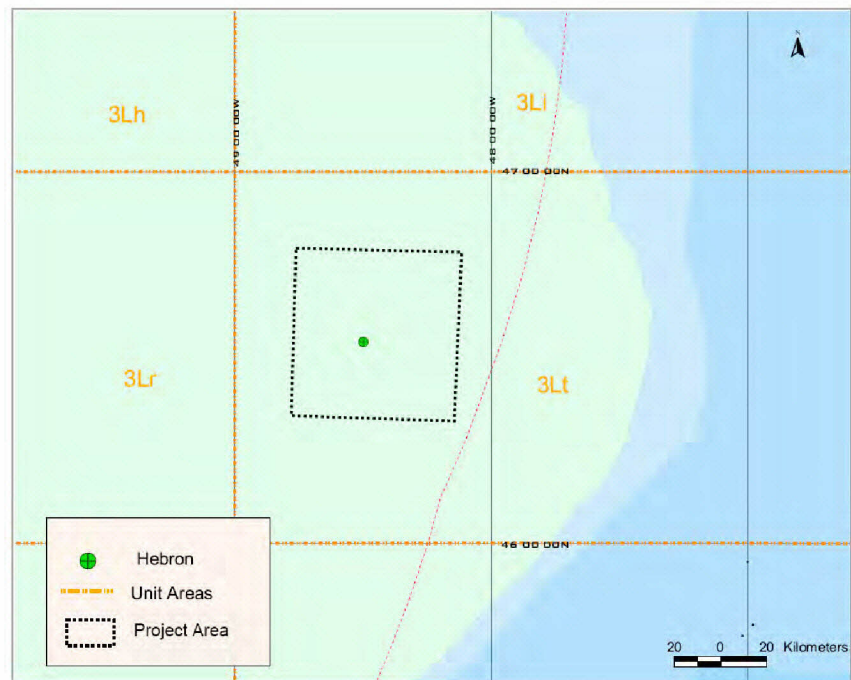 N
3Lh
49 00 00W
48 00 00W
3Li
47 00 00N
3Lr
3Lt
46 00 00N
Hebron
Unit Areas
Project Area
20 0 20 Kilometers